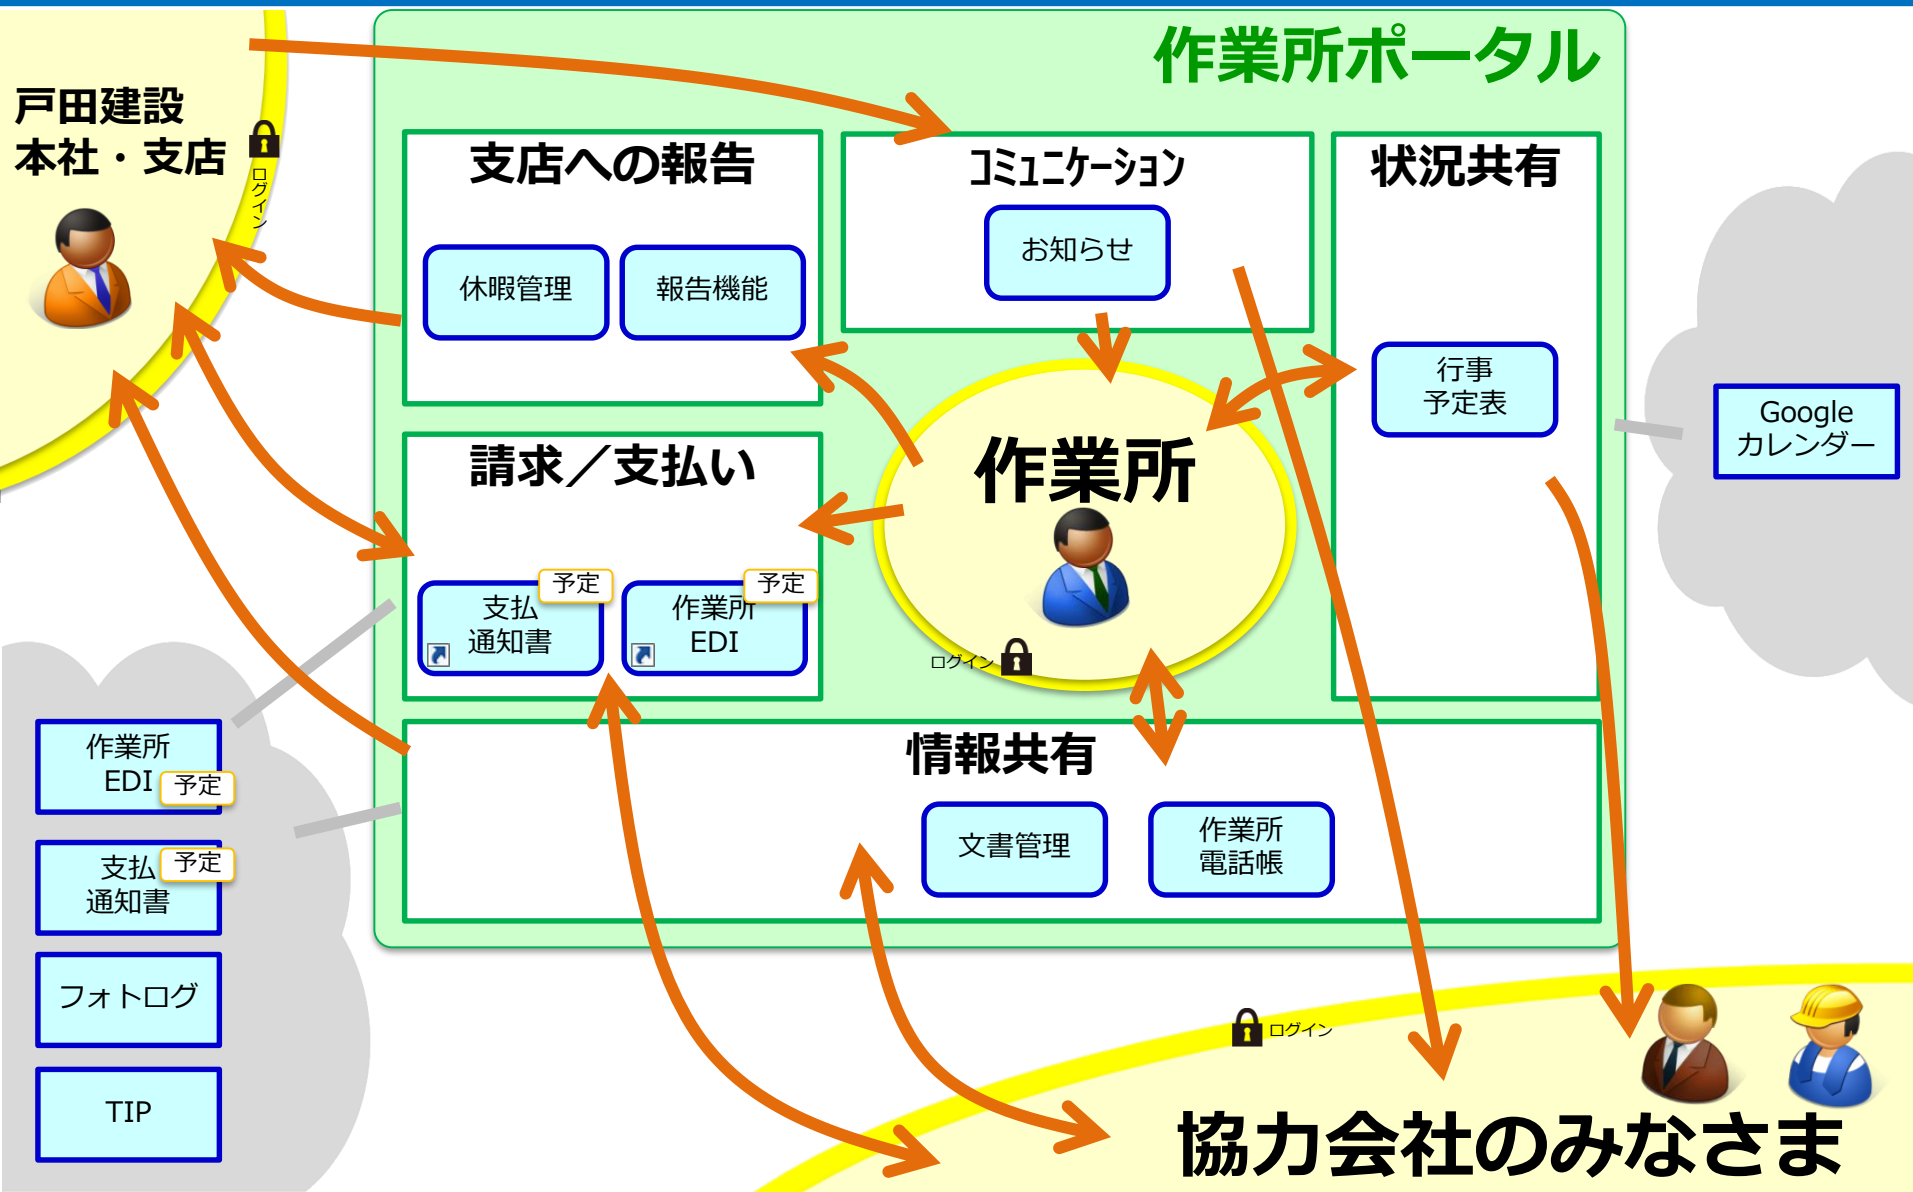 作業所ポータル
戸田建設
本社・支店
ログイン
支店への報告
休暇管理
報告機能
コミュニケーション
お知らせ
状況共有
行事
予定表
Google
カレンダー
請求／支払い
予定
支払
通知書
予定
作業所
EDI
作業所
ログイン
情報共有
文書管理
作業所
電話帳
作業所
EDI
予定
支払
通知書
予定
フォトログ
TIP
ログイン
協力会社のみなさま